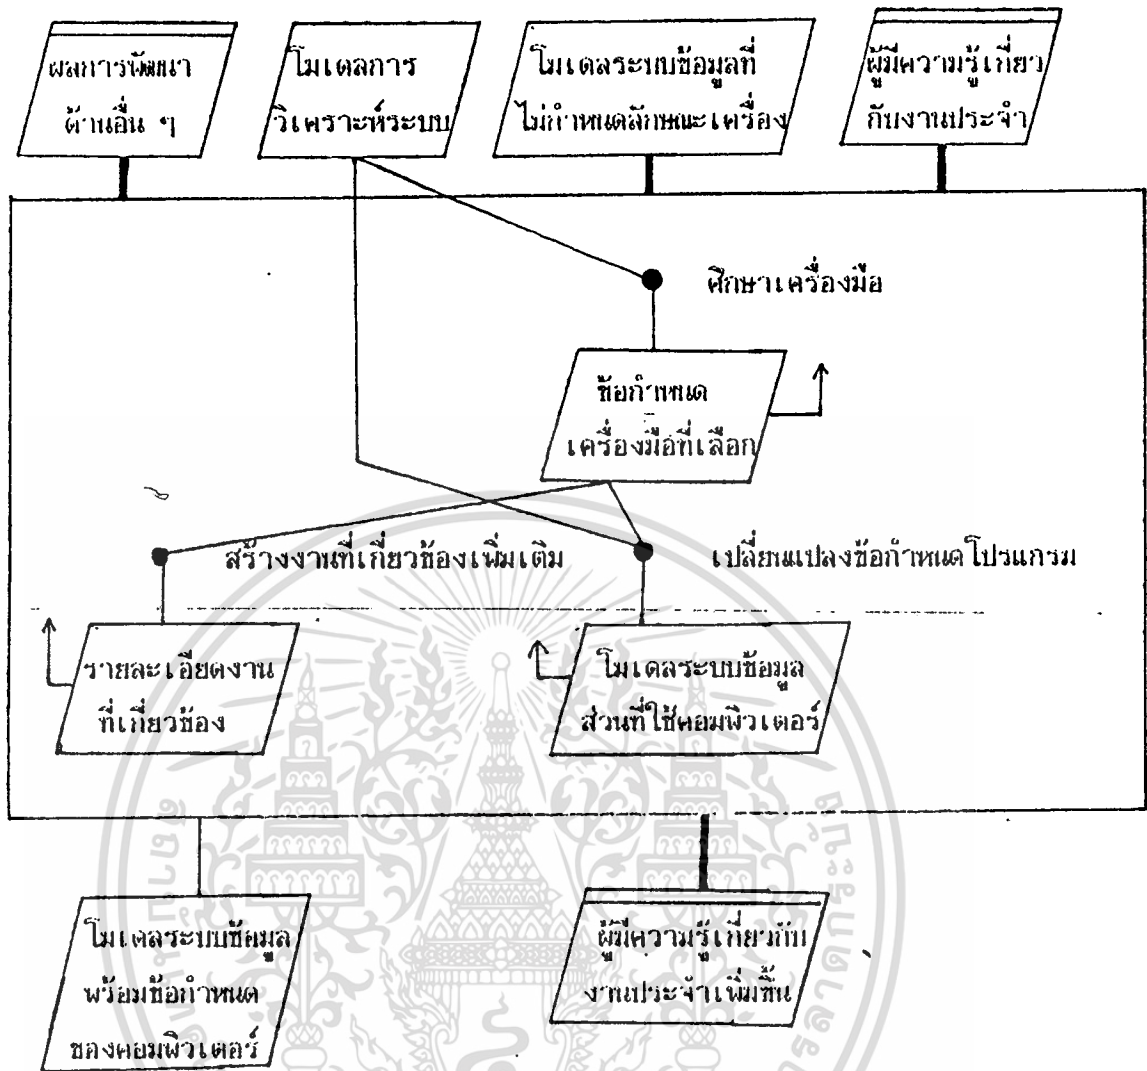 ผลการพัฒนา
ด้านอื่น ๆ
โมเดลการ
วิเคราะห์ระบบ
โมเดลระบบข้อมูลที่
ไม่กำหนดลักษณะเครื่อง
ผู้มีความรู้เกี่ยว
กับงานประจำ
ศึกษาเครื่องมือ
ข้อกำหนด
เครื่องมือที่เลือก
สร้างงานที่เกี่ยวข้องเพิ่มเติม
เปลี่ยนแปลงข้อกำหนดโปรแกรม
รายละเอียดงาน
ที่เกี่ยวข้อง
โมเดลระบบข้อมูล
ส่วนที่ใช้คอมพิวเตอร์
โมเดลระบบข้อมูล
พร้อมข้อกำหนด
ของคอมพิวเตอร์
ผู้มีความรู้เกี่ยวกับ
งานประจำเพิ่มขึ้น